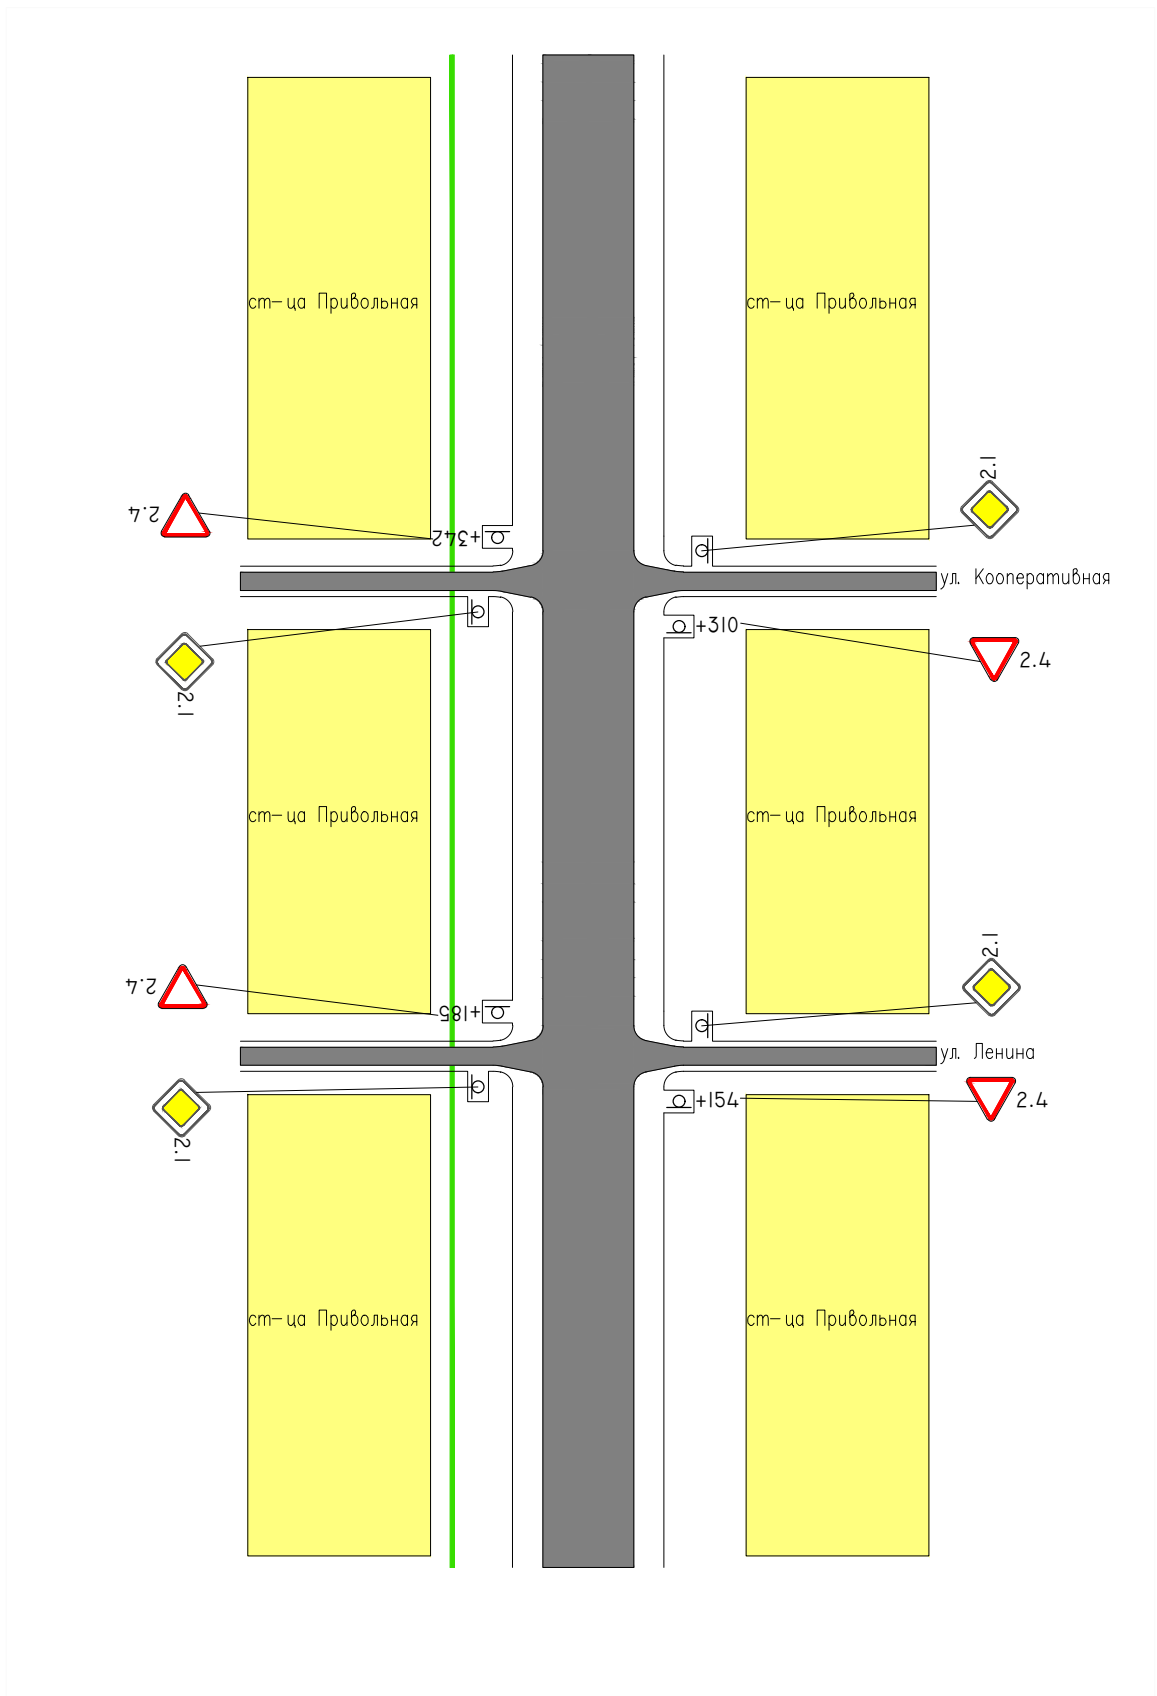 ст-ца Привольная
ст-ца Привольная
2.1
2.4
+342
ул. Кооперативная
+310
2.4
2.1
ст-ца Привольная
ст-ца Привольная
2.1
2.4
+185
ул. Ленина
+154
2.4
2.1
ст-ца Привольная
ст-ца Привольная